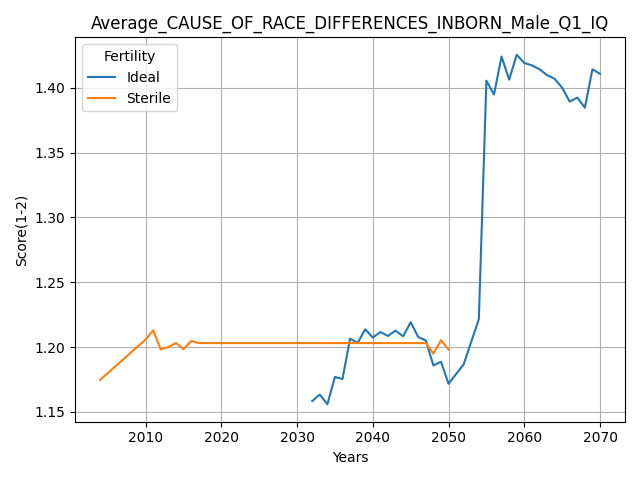 Average_CAUSE_OF_RACE_DIFFERENCES_INBORN_Male_Q1_IQ
Fertility
Ideal
Sterile
Score(1-2)
1.40
1.35
1.30
1.25
1.20
1.15
2010
2020
2030
2040
2050
2060
2070
Years